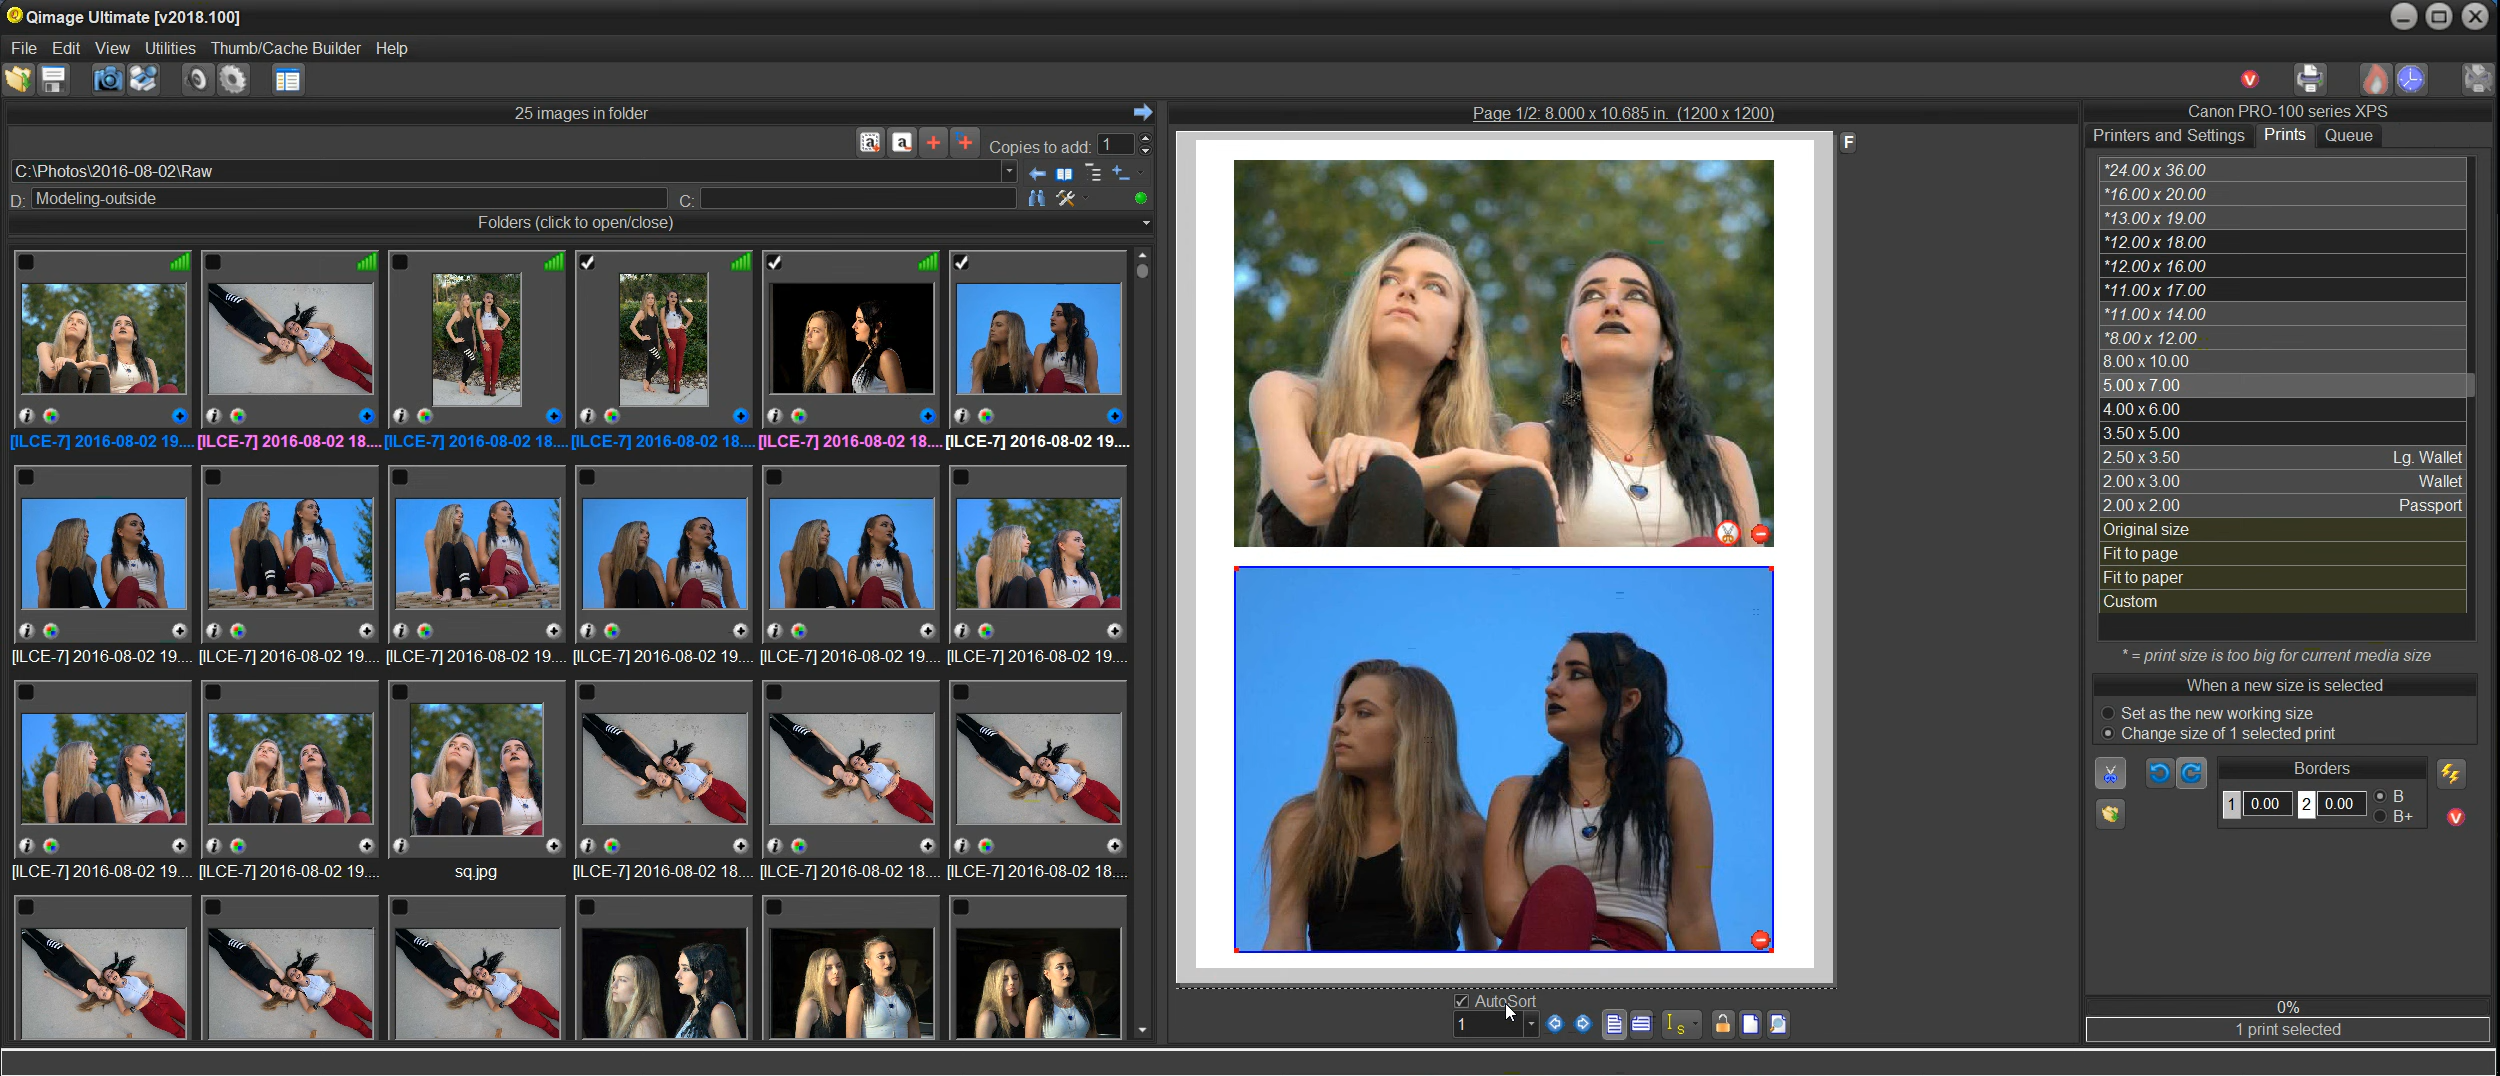 Qimage Ultimate [v2018.100]
File Edit View Utilities Thumb/Cache Builder Help
25 images in folder
Copies to add: 1
C:\Photos\2016-08-02\Raw
D: Modeling-outside C:
Folders (click to open/close)
[ILCE-7] 2016-08-02 19.... [ILCE-7] 2016-08-02 18.... [ILCE-7] 2016-08-02 18.... [ILCE-7] 2016-08-02 18.... [ILCE-7] 2016-08-02 18.... [ILCE-7] 2016-08-02 19....
[ILCE-7] 2016-08-02 19.... [ILCE-7] 2016-08-02 19.... [ILCE-7] 2016-08-02 19.... [ILCE-7] 2016-08-02 19.... [ILCE-7] 2016-08-02 19.... [ILCE-7] 2016-08-02 19....
[ILCE-7] 2016-08-02 19.... [ILCE-7] 2016-08-02 19.... sq.jpg [ILCE-7] 2016-08-02 18.... [ILCE-7] 2016-08-02 18.... [ILCE-7] 2016-08-02 18....
Page 1/2: 8.000 x 10.685 in. (1200 x 1200)
F
AutoSort
1
Canon PRO-100 series XPS
Printers and Settings Prints Queue
*24.00 x 36.00
*16.00 x 20.00
*13.00 x 19.00
*12.00 x 18.00
*12.00 x 16.00
*11.00 x 17.00
*11.00 x 14.00
*8.00 x 12.00
8.00 x 10.00
5.00 x 7.00
4.00 x 6.00
3.50 x 5.00
2.50 x 3.50 Lg. Wallet
2.00 x 3.00 Wallet
2.00 x 2.00 Passport
Original size
Fit to page
Fit to paper
Custom
* = print size is too big for current media size
When a new size is selected
Set as the new working size
Change size of 1 selected print
Borders
1 0.00 2 0.00 B
B+
0%
1 print selected